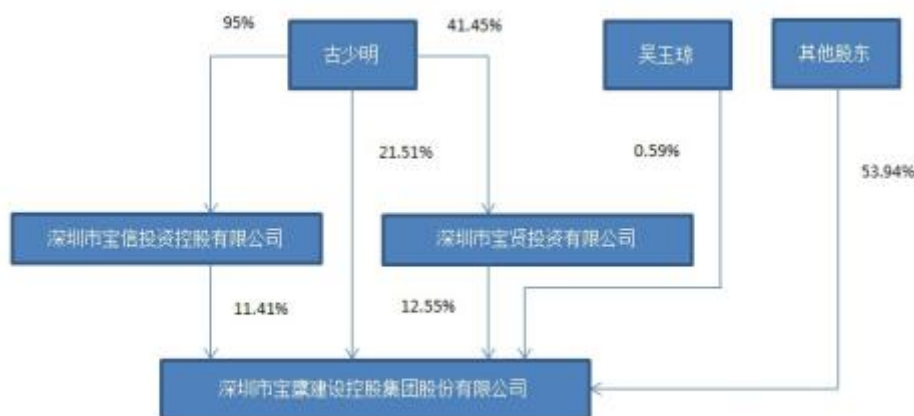 95%
41.45%
古少明
吴玉琼
其他股东
21.51%
0.59%
53.94%
深圳市宝信投资控股有限公司
深圳市宝贤投资有限公司
11.41%
12.55%
深圳市宝鹰建设控股集团股份有限公司